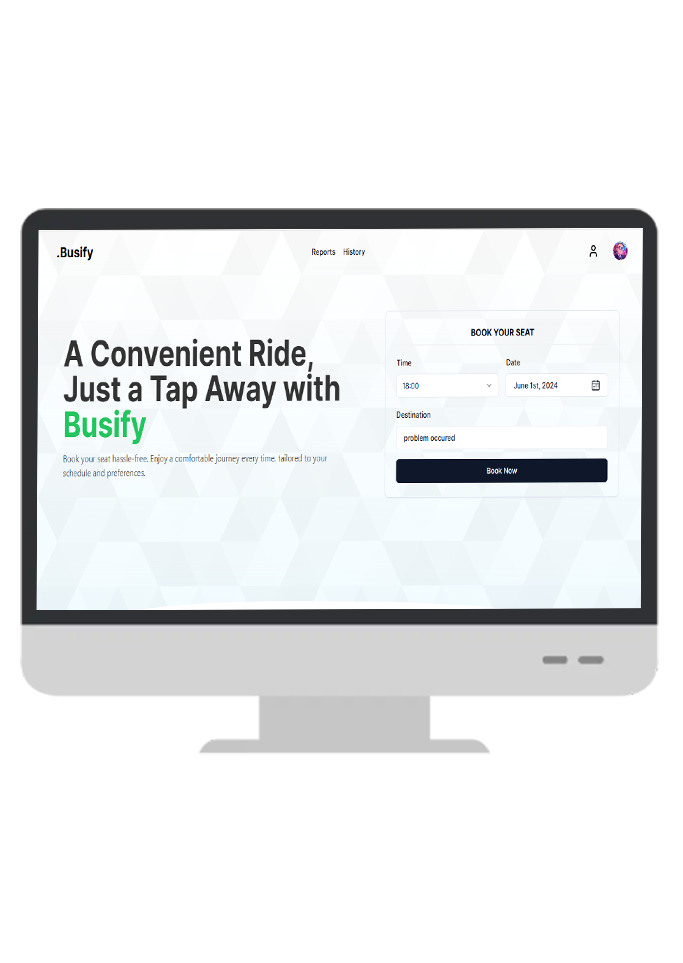 .Busify
Reports History
A Convenient Ride,
Just a Tap Away with
Busify
Book your seat hassle-free. Enjoy a comfortable journey every time, tailored to your
schedule and preferences.
BOOK YOUR SEAT
Time Date
18:00 June 1st, 2024
Destination
problem occured
Book Now